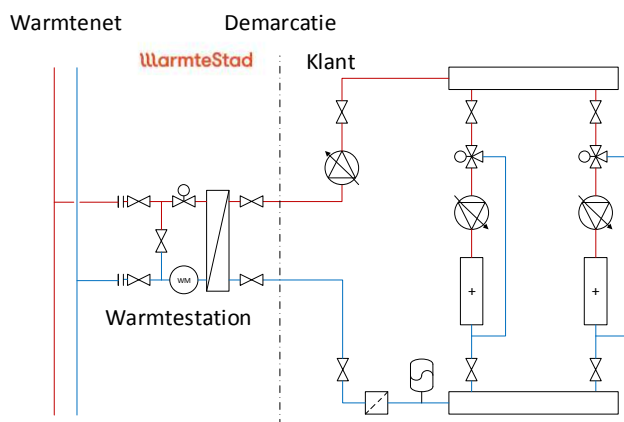 Warmtenet
Demarcatie
WarmteStad
Klant
WM
+
+
Warmtestation